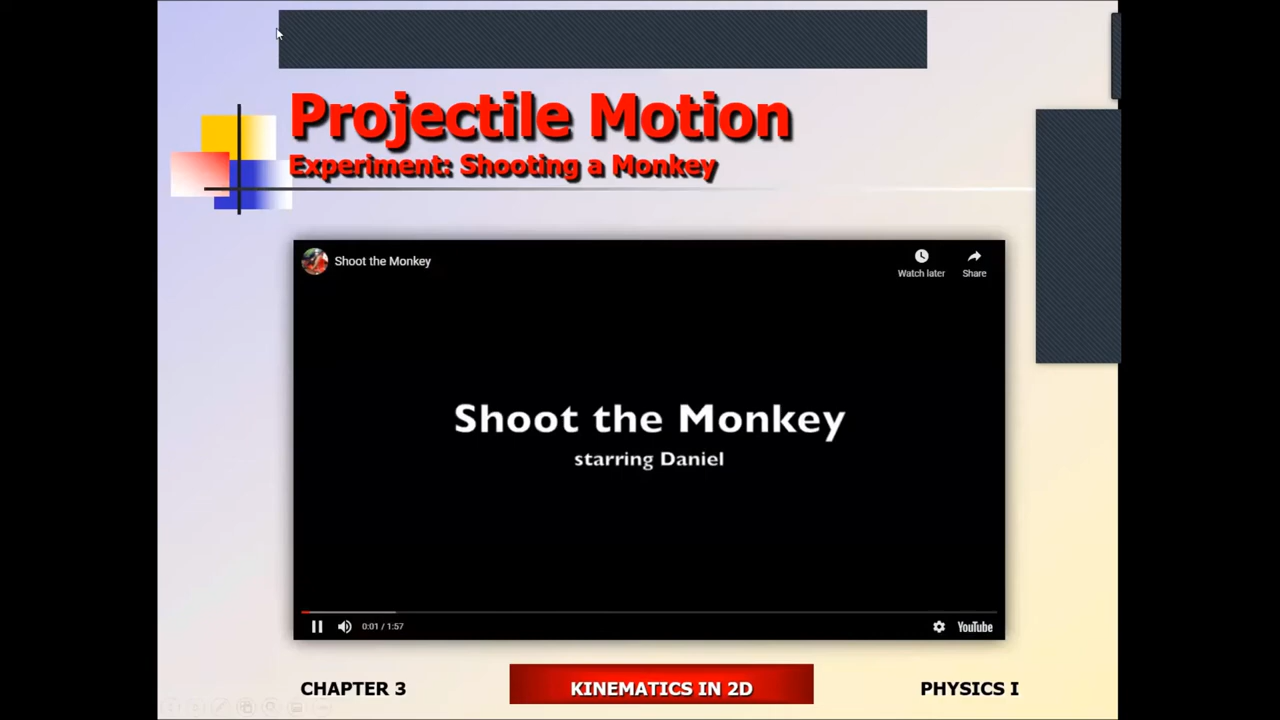 Projectile Motion
Experiment: Shooting a Monkey
Shoot the Monkey
Watch later
Share
Shoot the Monkey
starring Daniel
0:01 / 1:57
YouTube
CHAPTER 3
KINEMATICS IN 2D
PHYSICS I